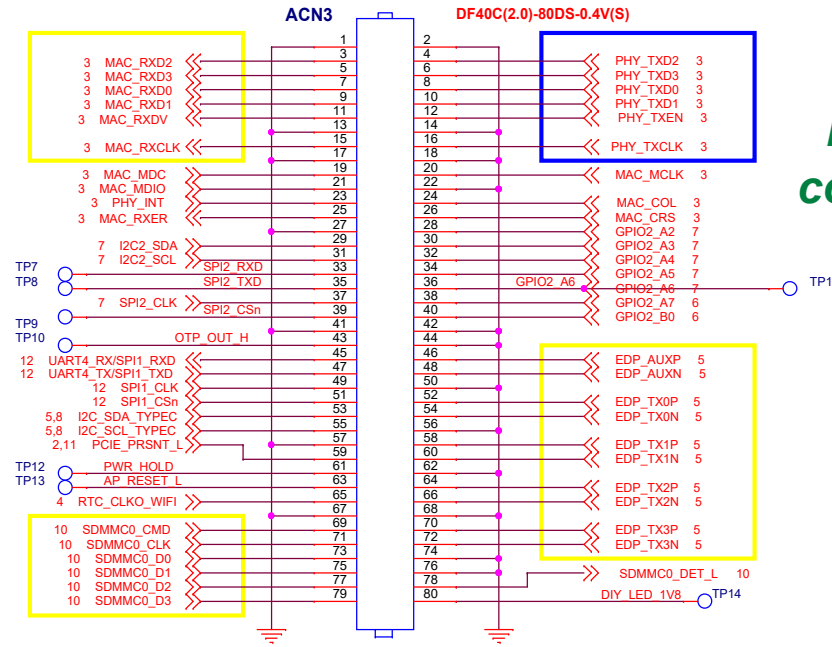 ACN3 DF40C(2.0)-80DS-0.4V(S)
1 2
3 MAC_RXD2 3 4 PHY_TXD2 3
3 MAC_RXD3 5 6 PHY_TXD3 3
3 MAC_RXD0 7 8 PHY_TXD0 3
3 MAC_RXD1 9 10 PHY_TXD1 3
3 MAC_RXDV 11 12 PHY_TXEN 3
13 14
3 MAC_RXCLK 15 16 PHY_TXCLK 3
17 18
3 MAC_MDC 19 20 MAC_MCLK 3
3 MAC_MDIO 21 22
3 PHY_INT 23 24 MAC_COL 3
3 MAC_RXER 25 26 MAC_CRS 3
27 28 GPIO2_A2 7
7 I2C2_SDA 29 30 GPIO2_A3 7
7 I2C2_SCL 31 32 GPIO2_A4 7
TP7 SPI2_RXD 33 34 GPIO2_A5 7
TP8 SPI2_TXD 35 36 GPIO2_A6 GPIO2_A6 7 TP1
7 SPI2_CLK 37 38 GPIO2_A7 6
TP9 SPI2_CSn 39 40 GPIO2_B0 6
41 42
TP10 OTP_OUT_H 43 44
12 UART4_RX/SPI1_RXD 45 46 EDP_AUXP 5
12 UART4_TX/SPI1_TXD 47 48 EDP_AUXN 5
12 SPI1_CLK 49 50
12 SPI1_CSn 51 52 EDP_TX0P 5
5,8 I2C_SDA_TYPEC 53 54 EDP_TX0N 5
5,8 I2C_SCL_TYPEC 55 56
2,11 PCIE_PRSNT_L 57 58 EDP_TX1P 5
59 60 EDP_TX1N 5
TP12 PWR_HOLD 61 62
TP13 AP_RESET_L 63 64 EDP_TX2P 5
4 RTC_CLKO_WIFI 65 66 EDP_TX2N 5
67 68
10 SDMMC0_CMD 69 70 EDP_TX3P 5
10 SDMMC0_CLK 71 72 EDP_TX3N 5
10 SDMMC0_D0 73 74
10 SDMMC0_D1 75 76 SDMMC0_DET_L 10
10 SDMMC0_D2 77 78
10 SDMMC0_D3 79 80 DIY_LED_1V8 TP14